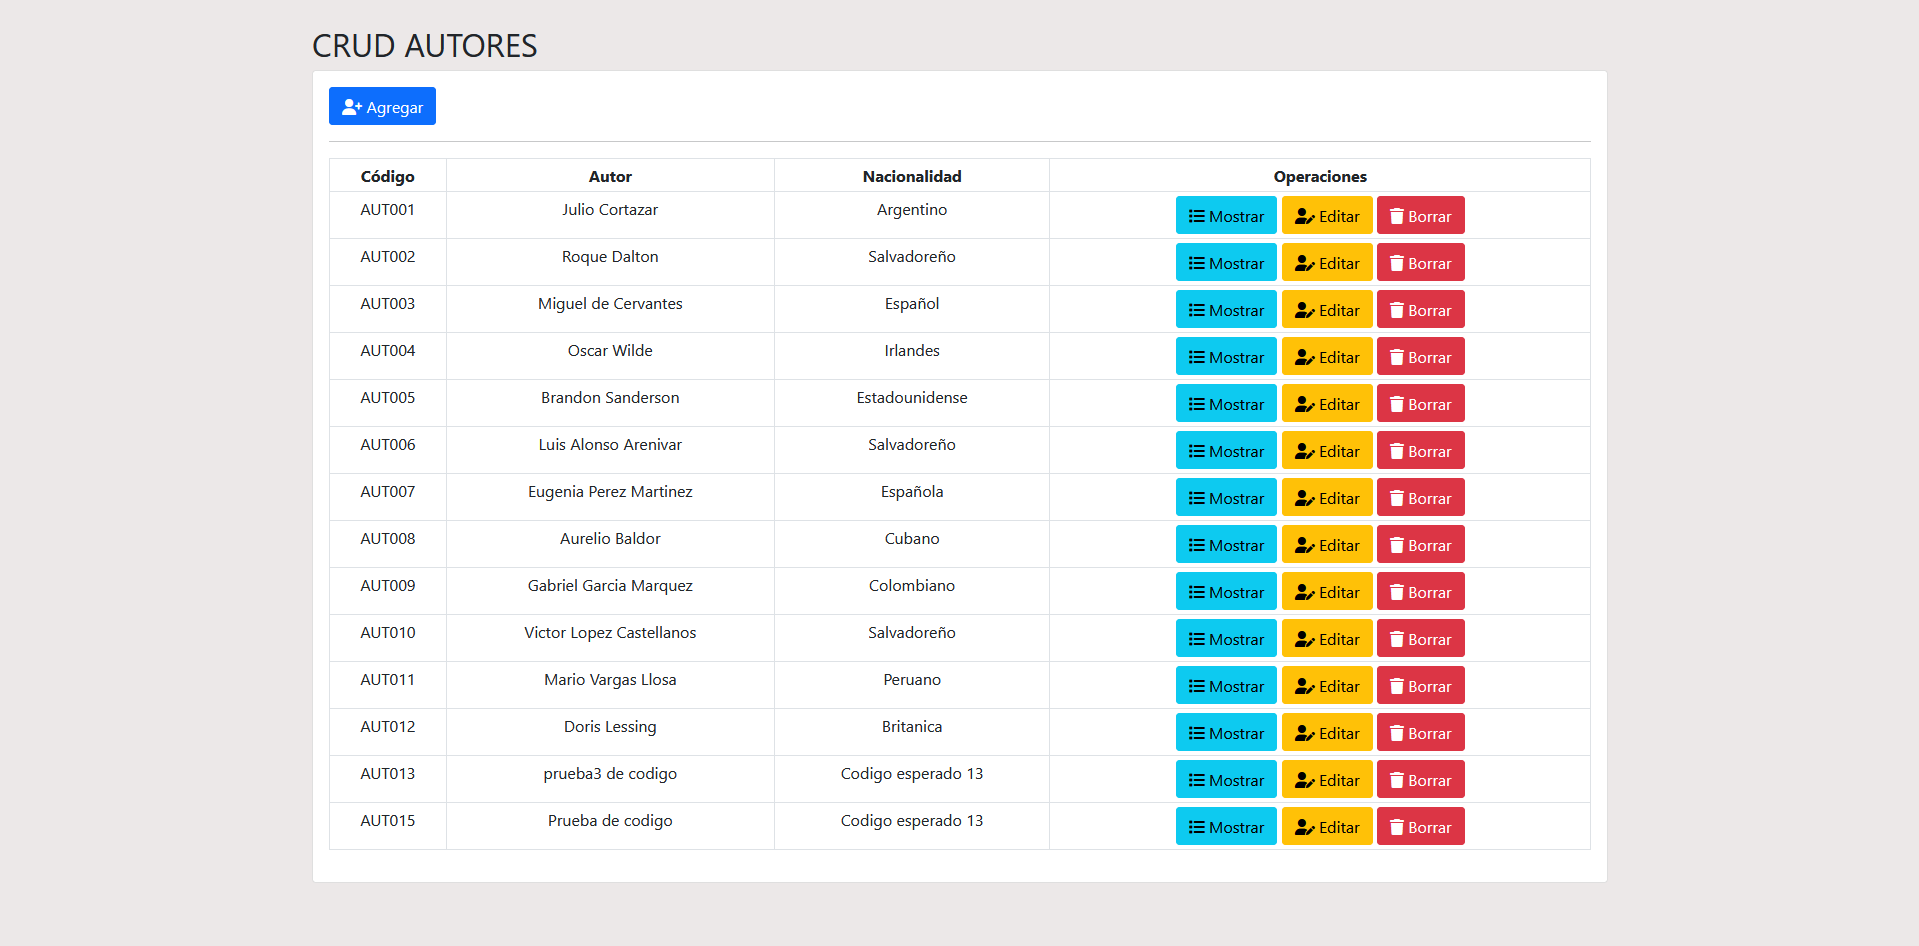 CRUD AUTORES
Agregar
Código Autor Nacionalidad Operaciones
AUT001 Julio Cortazar Argentino Mostrar Editar Borrar
AUT002 Roque Dalton Salvadoreño Mostrar Editar Borrar
AUT003 Miguel de Cervantes Español Mostrar Editar Borrar
AUT004 Oscar Wilde Irlandes Mostrar Editar Borrar
AUT005 Brandon Sanderson Estadounidense Mostrar Editar Borrar
AUT006 Luis Alonso Arenivar Salvadoreño Mostrar Editar Borrar
AUT007 Eugenia Perez Martinez Española Mostrar Editar Borrar
AUT008 Aurelio Baldor Cubano Mostrar Editar Borrar
AUT009 Gabriel Garcia Marquez Colombiano Mostrar Editar Borrar
AUT010 Victor Lopez Castellanos Salvadoreño Mostrar Editar Borrar
AUT011 Mario Vargas Llosa Peruano Mostrar Editar Borrar
AUT012 Doris Lessing Britanica Mostrar Editar Borrar
AUT013 prueba3 de codigo Codigo esperado 13 Mostrar Editar Borrar
AUT015 Prueba de codigo Codigo esperado 13 Mostrar Editar Borrar